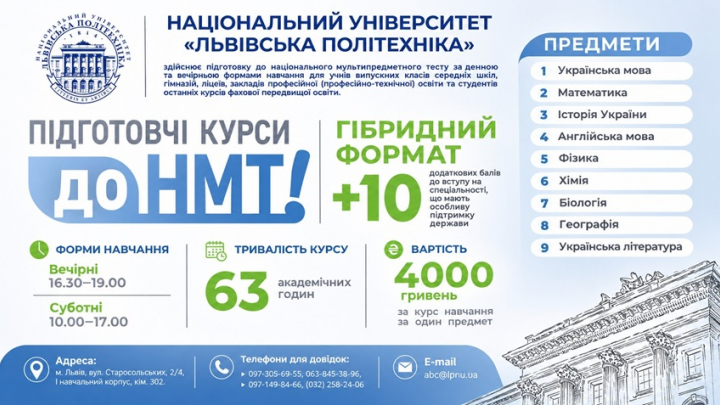 НАЦІОНАЛЬНИЙ УНІВЕРСИТЕТ
ЛЬВІВСЬКА ПОЛІТЕХНІКА
НАЦІОНАЛЬНИЙ УНІВЕРСИТЕТ
«ЛЬВІВСЬКА ПОЛІТЕХНІКА»
здійснює підготовку до національного мультипредметного тесту за денною
та вечірньою формами навчання для учнів випускних класів середніх шкіл,
гімназій, ліцеїв, закладів професійної (професійно-технічної) освіти та студентів
останніх курсів фахової передвищої освіти.
ПІДГОТОВЧІ КУРСИ
до НМТ!
ГІБРИДНИЙ
ФОРМАТ
+10
додаткових балів
до вступу на
спеціальності,
що мають
особливу
підтримку
держави
ФОРМИ НАВЧАННЯ
Вечірні
16.30–19.00
Суботні
10.00–17.00
ТРИВАЛІСТЬ КУРСУ
63
академічних
годин
ВАРТІСТЬ
4000
гривень
за курс навчання
за один предмет
ПРЕДМЕТИ
1 Українська мова
2 Математика
3 Історія України
4 Англійська мова
5 Фізика
6 Хімія
7 Біологія
8 Географія
9 Українська література
Адреса:
м. Львів, вул. Старосольських, 2/4,
I навчальний корпус, кім. 302.
Телефони для довідок:
097-305-69-55, 063-845-38-96,
097-149-84-66, (032) 258-24-06
E-mail
abc@lpnu.ua